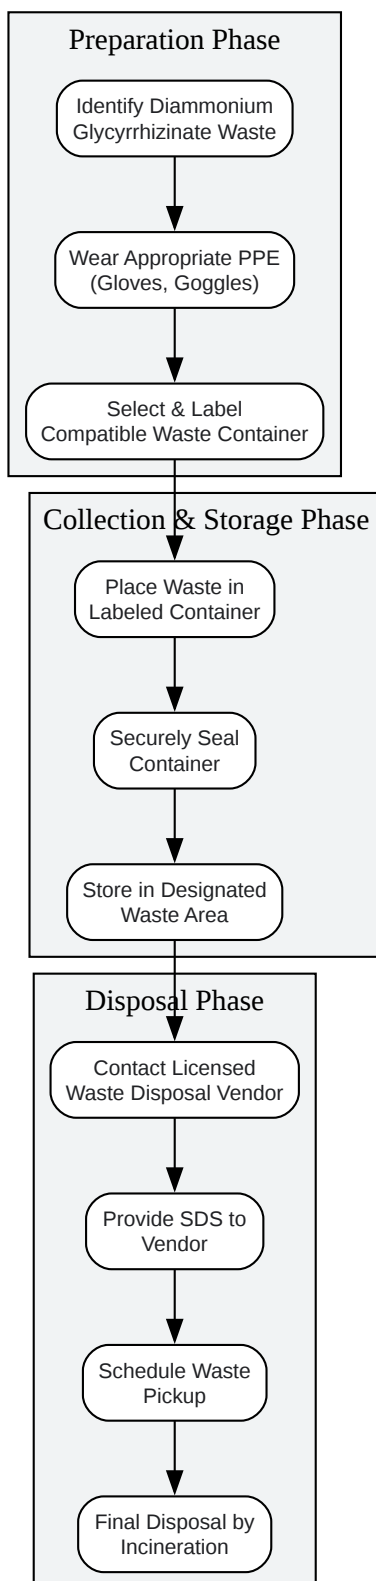 Preparation Phase
Identify Diammonium
Glycyrrhizinate Waste
Wear Appropriate PPE
(Gloves, Goggles)
Select & Label
Compatible Waste Container
Collection & Storage Phase
Place Waste in
Labeled Container
Securely Seal
Container
Store in Designated
Waste Area
Disposal Phase
Contact Licensed
Waste Disposal Vendor
Provide SDS to
Vendor
Schedule Waste
Pickup
Final Disposal by
Incineration